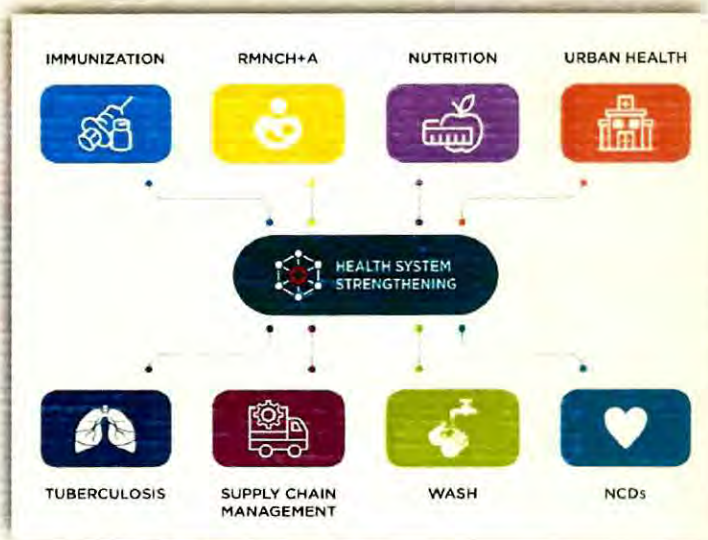 IMMUNIZATION
RMNCH+A
NUTRITION
URBAN HEALTH
HEALTH SYSTEM
STRENGTHENING
TUBERCULOSIS
SUPPLY CHAIN
MANAGEMENT
WASH
NCDs